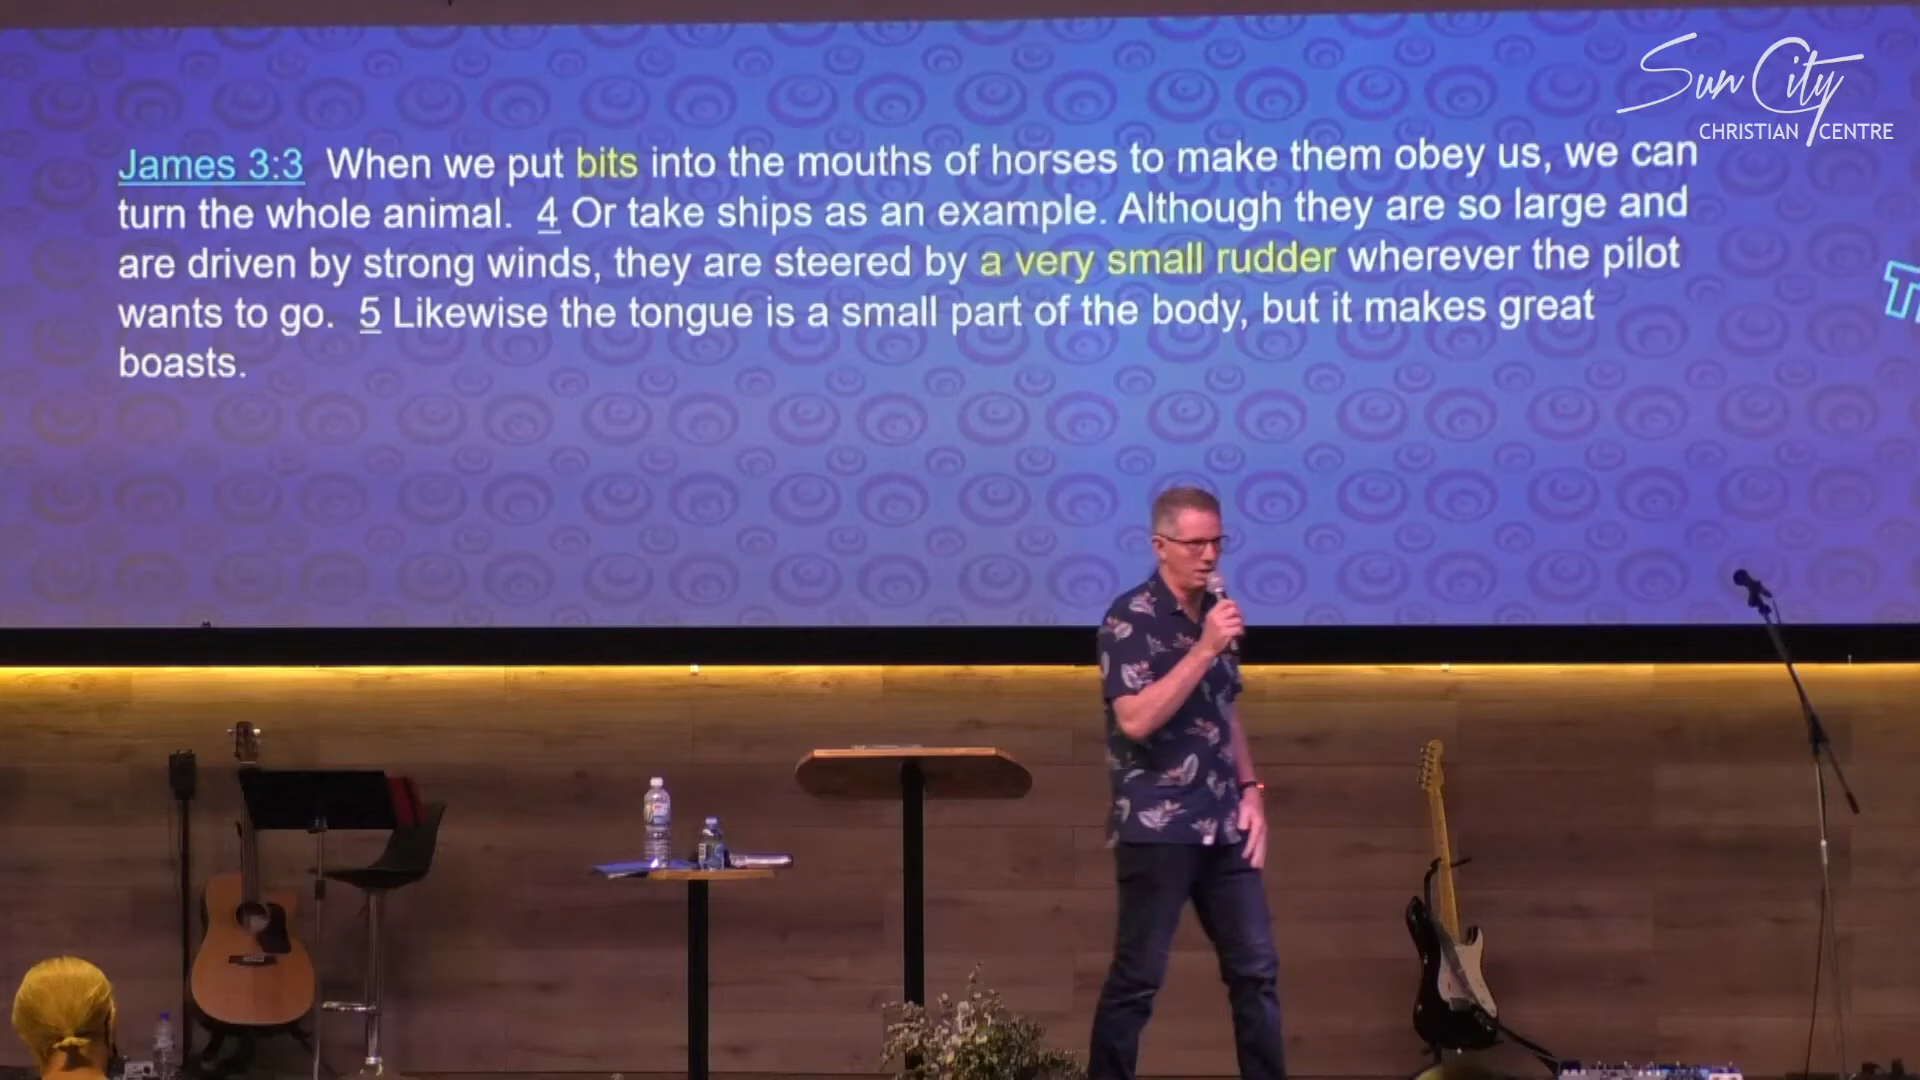 Sun City
CHRISTIAN CENTRE
James 3:3 When we put bits into the mouths of horses to make them obey us, we can
turn the whole animal. 4 Or take ships as an example. Although they are so large and
are driven by strong winds, they are steered by a very small rudder wherever the pilot
wants to go. 5 Likewise the tongue is a small part of the body, but it makes great
boasts.